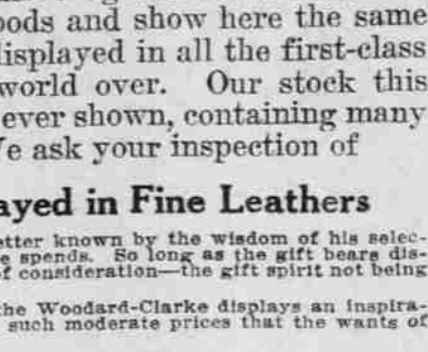 oods and show here the same
displayed in all the first-class
world over. Our stock this
ever shown, containing many
We ask your inspection of
ayed in Fine Leathers
etter known by the wisdom of his selec-
e spends. So long as the gift bears dis-
f consideration—the gift spirit not being
the Woodard-Clarke displays an inspira-
such moderate prices that the wants of